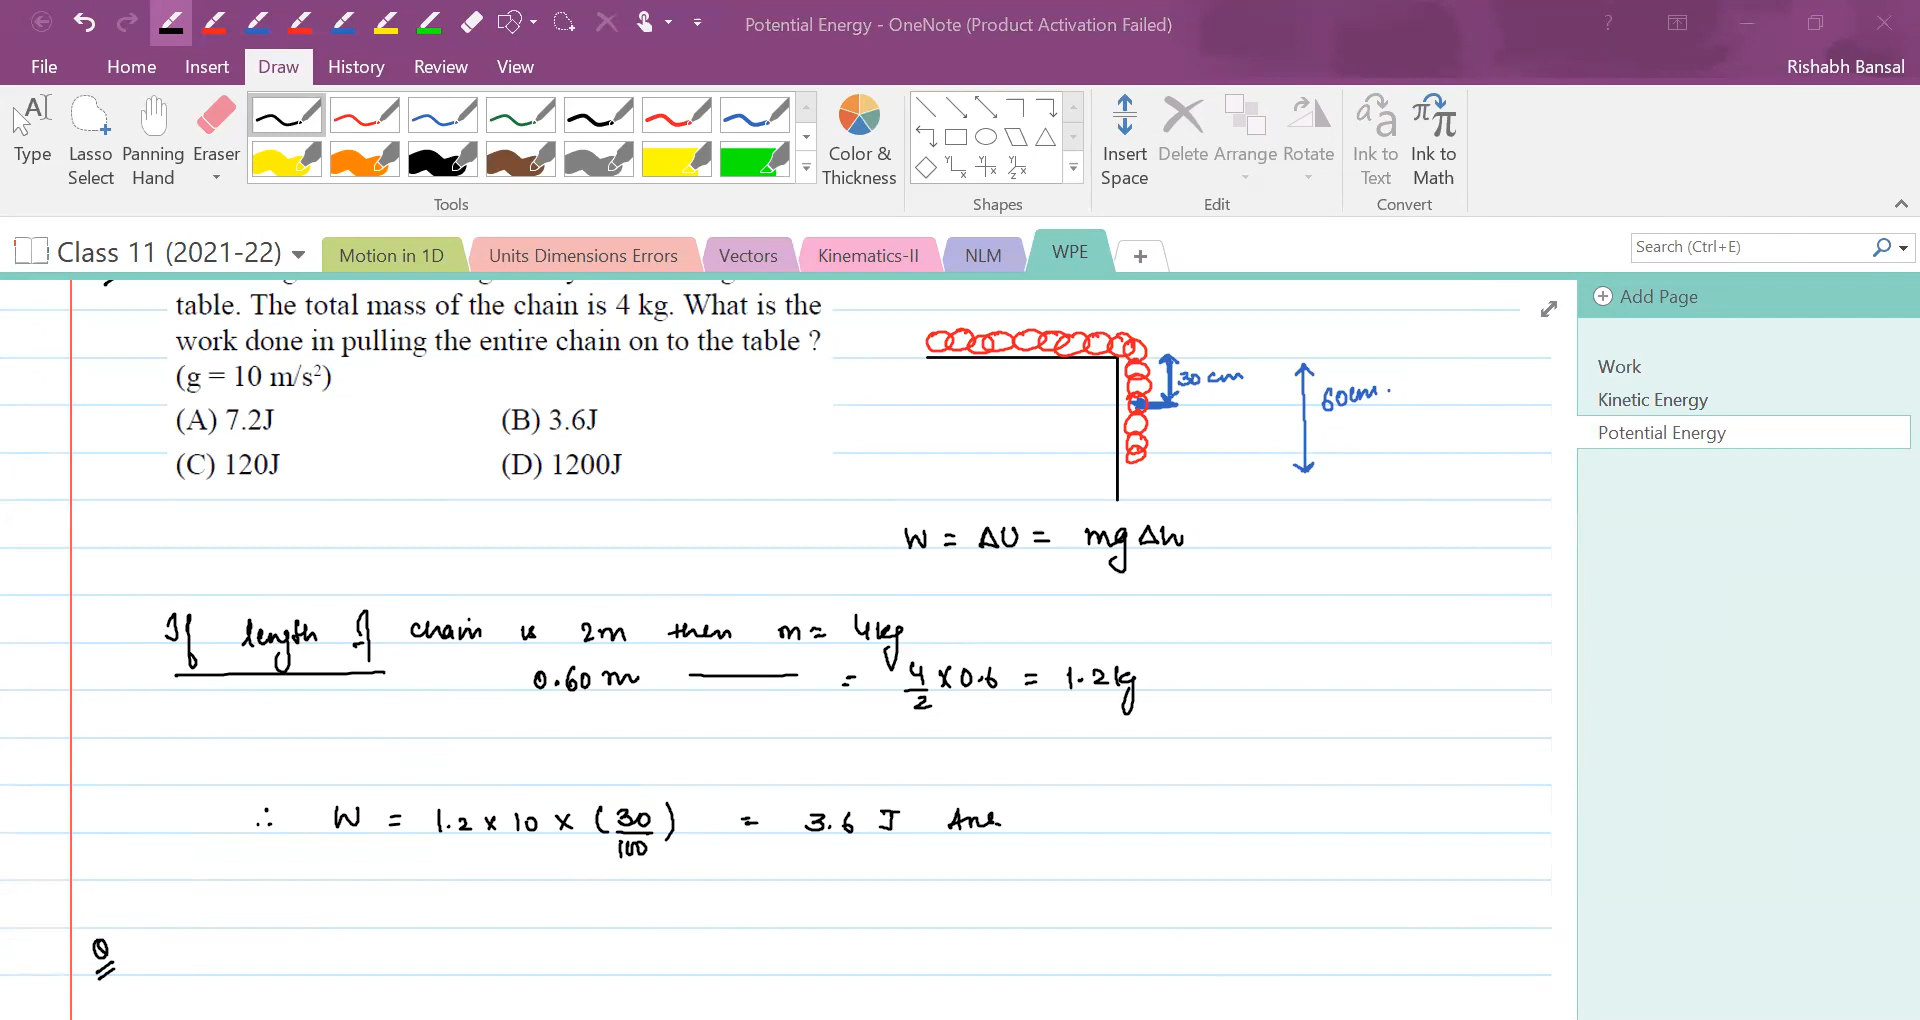 Potential Energy - OneNote (Product Activation Failed)
File Home Insert Draw History Review View
Rishabh Bansal
Type
Lasso Select
Panning Hand
Eraser
Color & Thickness
Insert Space
Delete
Arrange
Rotate
Ink to Text
Ink to Math
Tools
Shapes
Edit
Convert
Class 11 (2021-22)
Motion in 1D
Units Dimensions Errors
Vectors
Kinematics-II
NLM
WPE
Search (Ctrl+E)
Add Page
Work
Kinetic Energy
Potential Energy
table. The total mass of the chain is 4 kg. What is the
work done in pulling the entire chain on to the table ?
(g = 10 m/s²)
(A) 7.2J (B) 3.6J
(C) 120J (D) 1200J
30 cm
60cm.
W = ΔU = mg Δh
If length of chain is 2m then m = 4kg
0.60 m = 4/2 × 0.6 = 1.2kg
∴ W = 1.2 × 10 × (30/100) = 3.6 J Ans.
Q